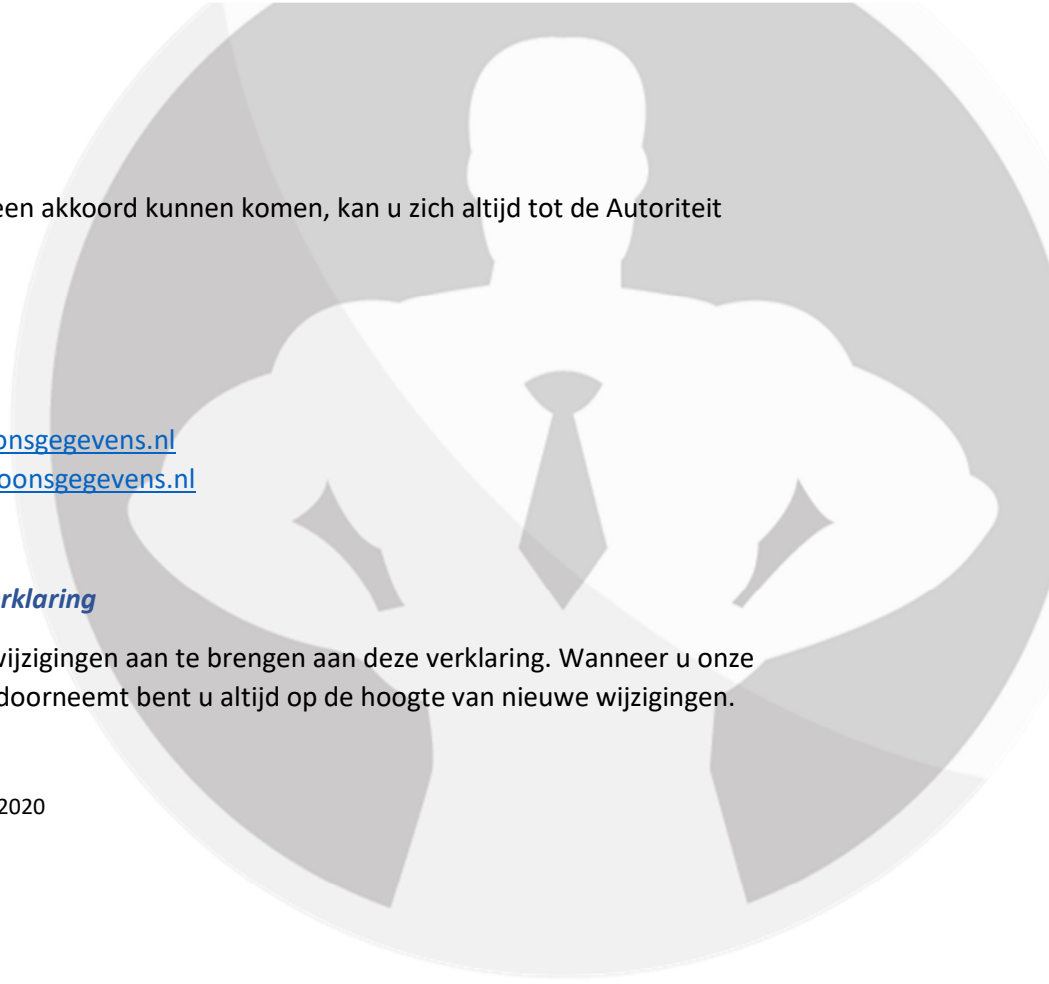 een akkoord kunnen komen, kan u zich altijd tot de Autoriteit
onsgegevens.nl
oonsgegevens.nl
rklaring
wijzigingen aan te brengen aan deze verklaring. Wanneer u onze
doorneemt bent u altijd op de hoogte van nieuwe wijzigingen.
2020